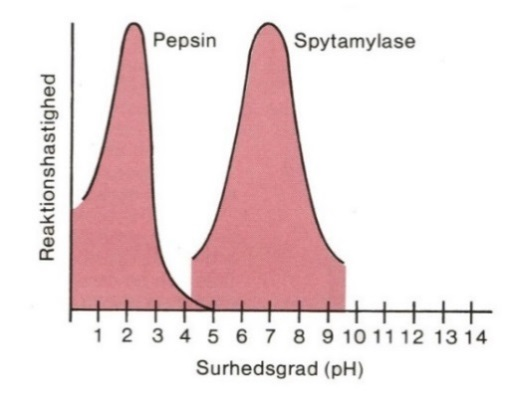 Pepsin
Spytamylase
Reaktionshastighed
1 2 3 4 5 6 7 8 9 10 11 12 13 14
Surhedsgrad (pH)